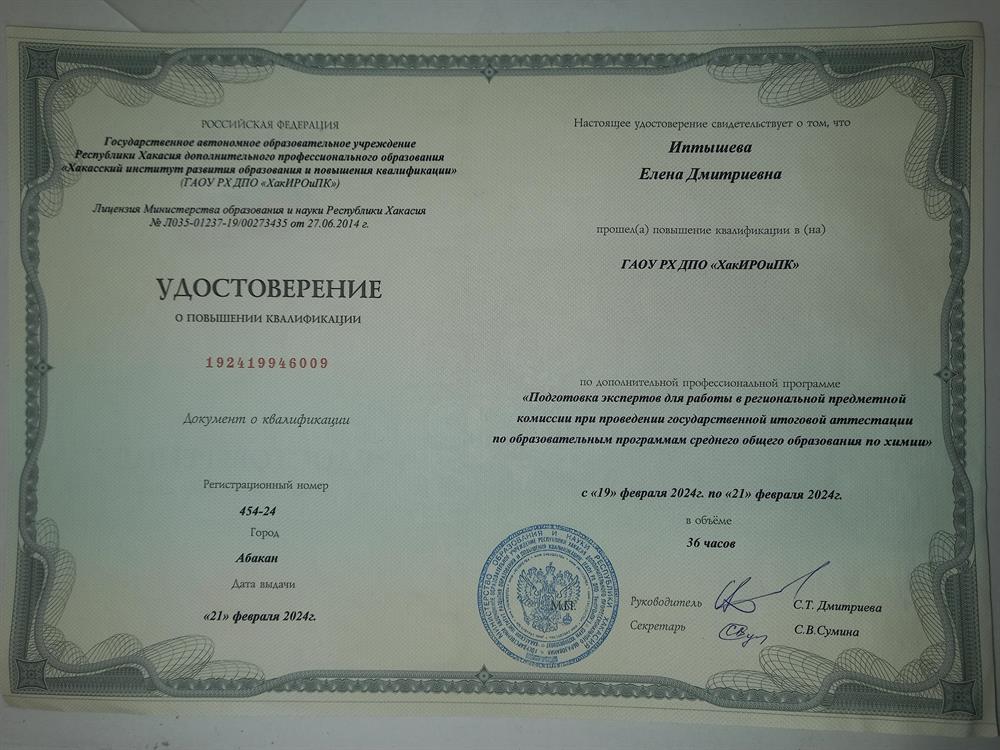 РОССИЙСКАЯ ФЕДЕРАЦИЯ
Государственное автономное образовательное учреждение
Республики Хакасия дополнительного профессионального образования
«Хакасский институт развития образования и повышения квалификации»
(ГАОУ РХ ДПО «ХакИРОиПК»)
Лицензия Министерства образования и науки Республики Хакасия
№ Л035-01237-19/00273435 от 27.06.2014 г.
УДОСТОВЕРЕНИЕ
О ПОВЫШЕНИИ КВАЛИФИКАЦИИ
192419946009
Документ о квалификации
Регистрационный номер
454-24
Город
Абакан
Дата выдачи
«21» февраля 2024г.
Настоящее удостоверение свидетельствует о том, что
Иптышева
Елена Дмитриевна
прошел(а) повышение квалификации в (на)
ГАОУ РХ ДПО «ХакИРОиПК»
по дополнительной профессиональной программе
«Подготовка экспертов для работы в региональной предметной
комиссии при проведении государственной итоговой аттестации
по образовательным программам среднего общего образования по химии»
с «19» февраля 2024г. по «21» февраля 2024г.
в объёме
36 часов
М.П.
Руководитель С.Т. Дмитриева
Секретарь С.В.Сумина